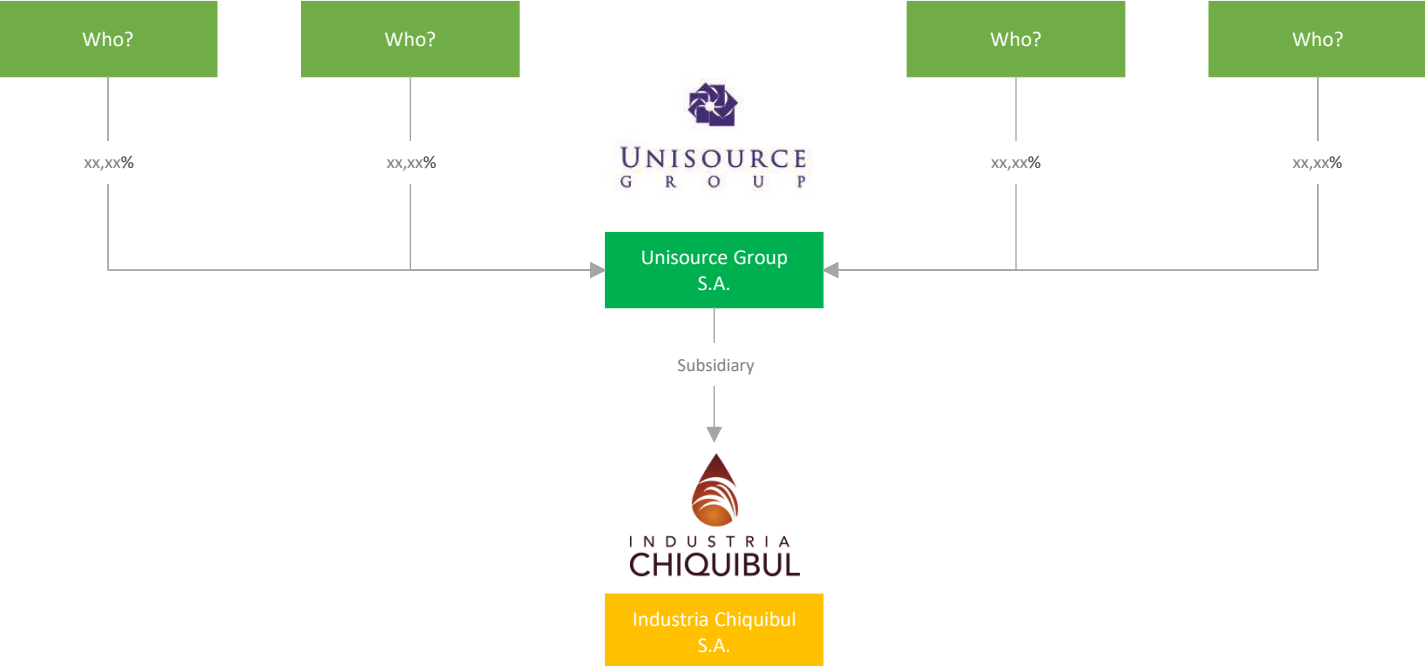 Who?
Who?
Who?
Who?
xx,xx%
xx,xx%
xx,xx%
xx,xx%
UNISOURCE
GROUP
Unisource Group
S.A.
Subsidiary
INDUSTRIA
CHIQUIBUL
Industria Chiquibul
S.A.